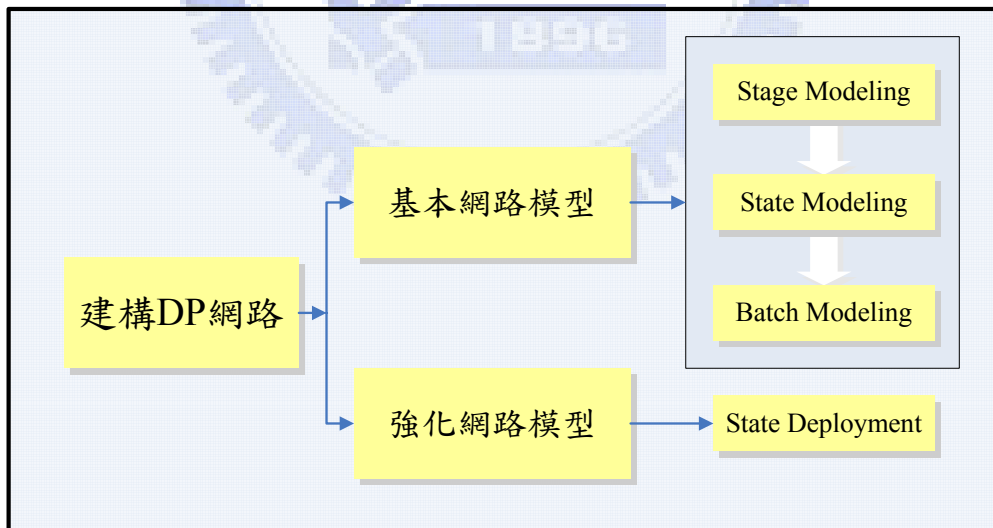 1896
建構DP網路
基本網路模型
Stage Modeling
State Modeling
Batch Modeling
強化網路模型
State Deployment